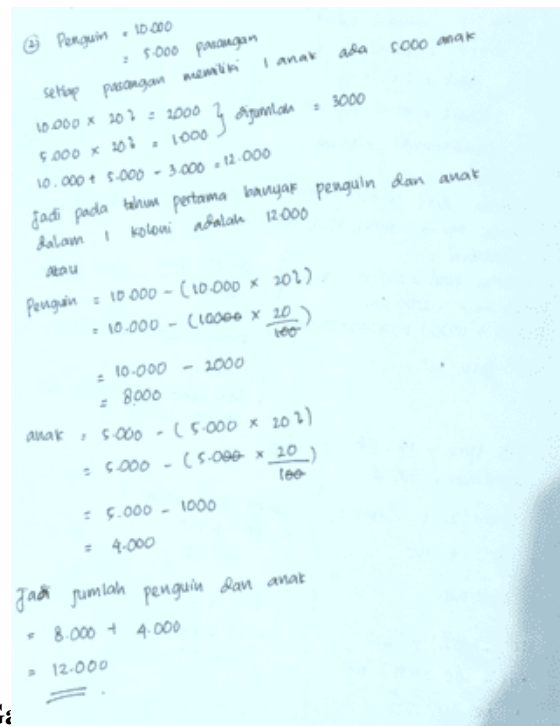 ② Penguin = 10.000
= 5.000 pasangan
setiap pasangan memiliki 1 anak ada 5000 anak
10.000 × 20% = 2000 } dijumlah = 3000
5.000 × 20% = 1.000
10.000 + 5.000 - 3.000 = 12.000
Jadi pada tahun pertama banyak penguin dan anak
dalam 1 koloni adalah 12.000
atau
Penguin = 10.000 - (10.000 × 20%)
= 10.000 - (10000 × 20/100)
= 10.000 - 2000
= 8000
anak = 5.000 - (5.000 × 20%)
= 5.000 - (5.000 × 20/100)
= 5.000 - 1000
= 4.000
Jadi jumlah penguin dan anak
= 8.000 + 4.000
= 12.000